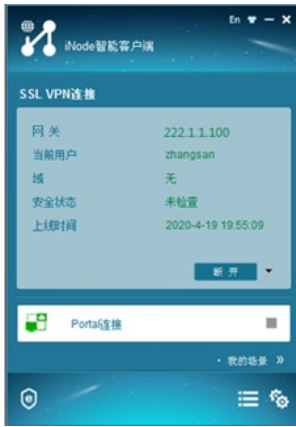 En
iNode智能客户端
SSL VPN连接
网 关 222.1.1.100
当前用户 zhangsan
域 无
安全状态 未检查
上线时间 2020-4-19 19:55:09
断 开
Portal连接
· 我的场景 »